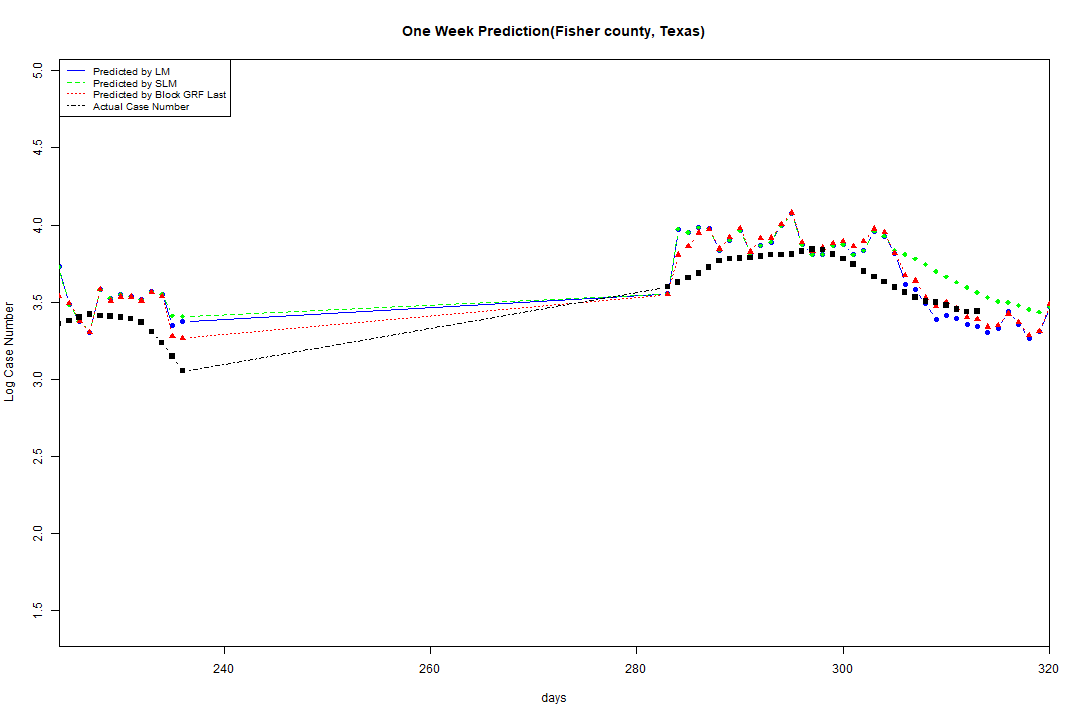 One Week Prediction(Fisher county, Texas)
Predicted by LM
Predicted by SLM
Predicted by Block GRF Last
Actual Case Number
5.0
4.5
4.0
3.5
3.0
2.5
2.0
1.5
Log Case Number
240 260 280 300 320
days